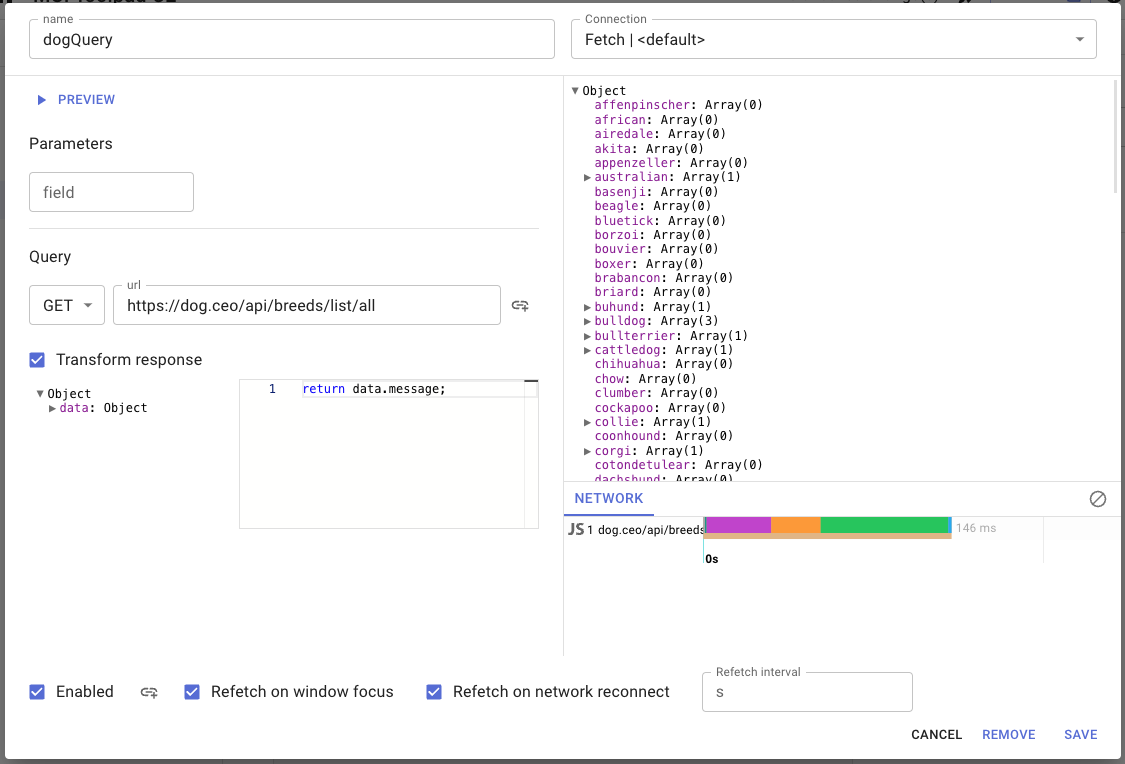 name
dogQuery
Connection
Fetch | <default>
PREVIEW
Parameters
field
Query
GET
url
https://dog.ceo/api/breeds/list/all
Transform response
Object
data: Object
1 return data.message;
Object
affenpinscher: Array(0)
african: Array(0)
airedale: Array(0)
akita: Array(0)
appenzeller: Array(0)
australian: Array(1)
basenji: Array(0)
beagle: Array(0)
bluetick: Array(0)
borzoi: Array(0)
bouvier: Array(0)
boxer: Array(0)
brabancon: Array(0)
briard: Array(0)
buhund: Array(1)
bulldog: Array(3)
bullterrier: Array(1)
cattledog: Array(1)
chihuahua: Array(0)
chow: Array(0)
clumber: Array(0)
cockapoo: Array(0)
collie: Array(1)
coonhound: Array(0)
corgi: Array(1)
cotondetulear: Array(0)
dachshund: Array(0)
NETWORK
JS 1 dog.ceo/api/breeds 146 ms
0s
Enabled
Refetch on window focus
Refetch on network reconnect
Refetch interval
s
CANCEL
REMOVE
SAVE